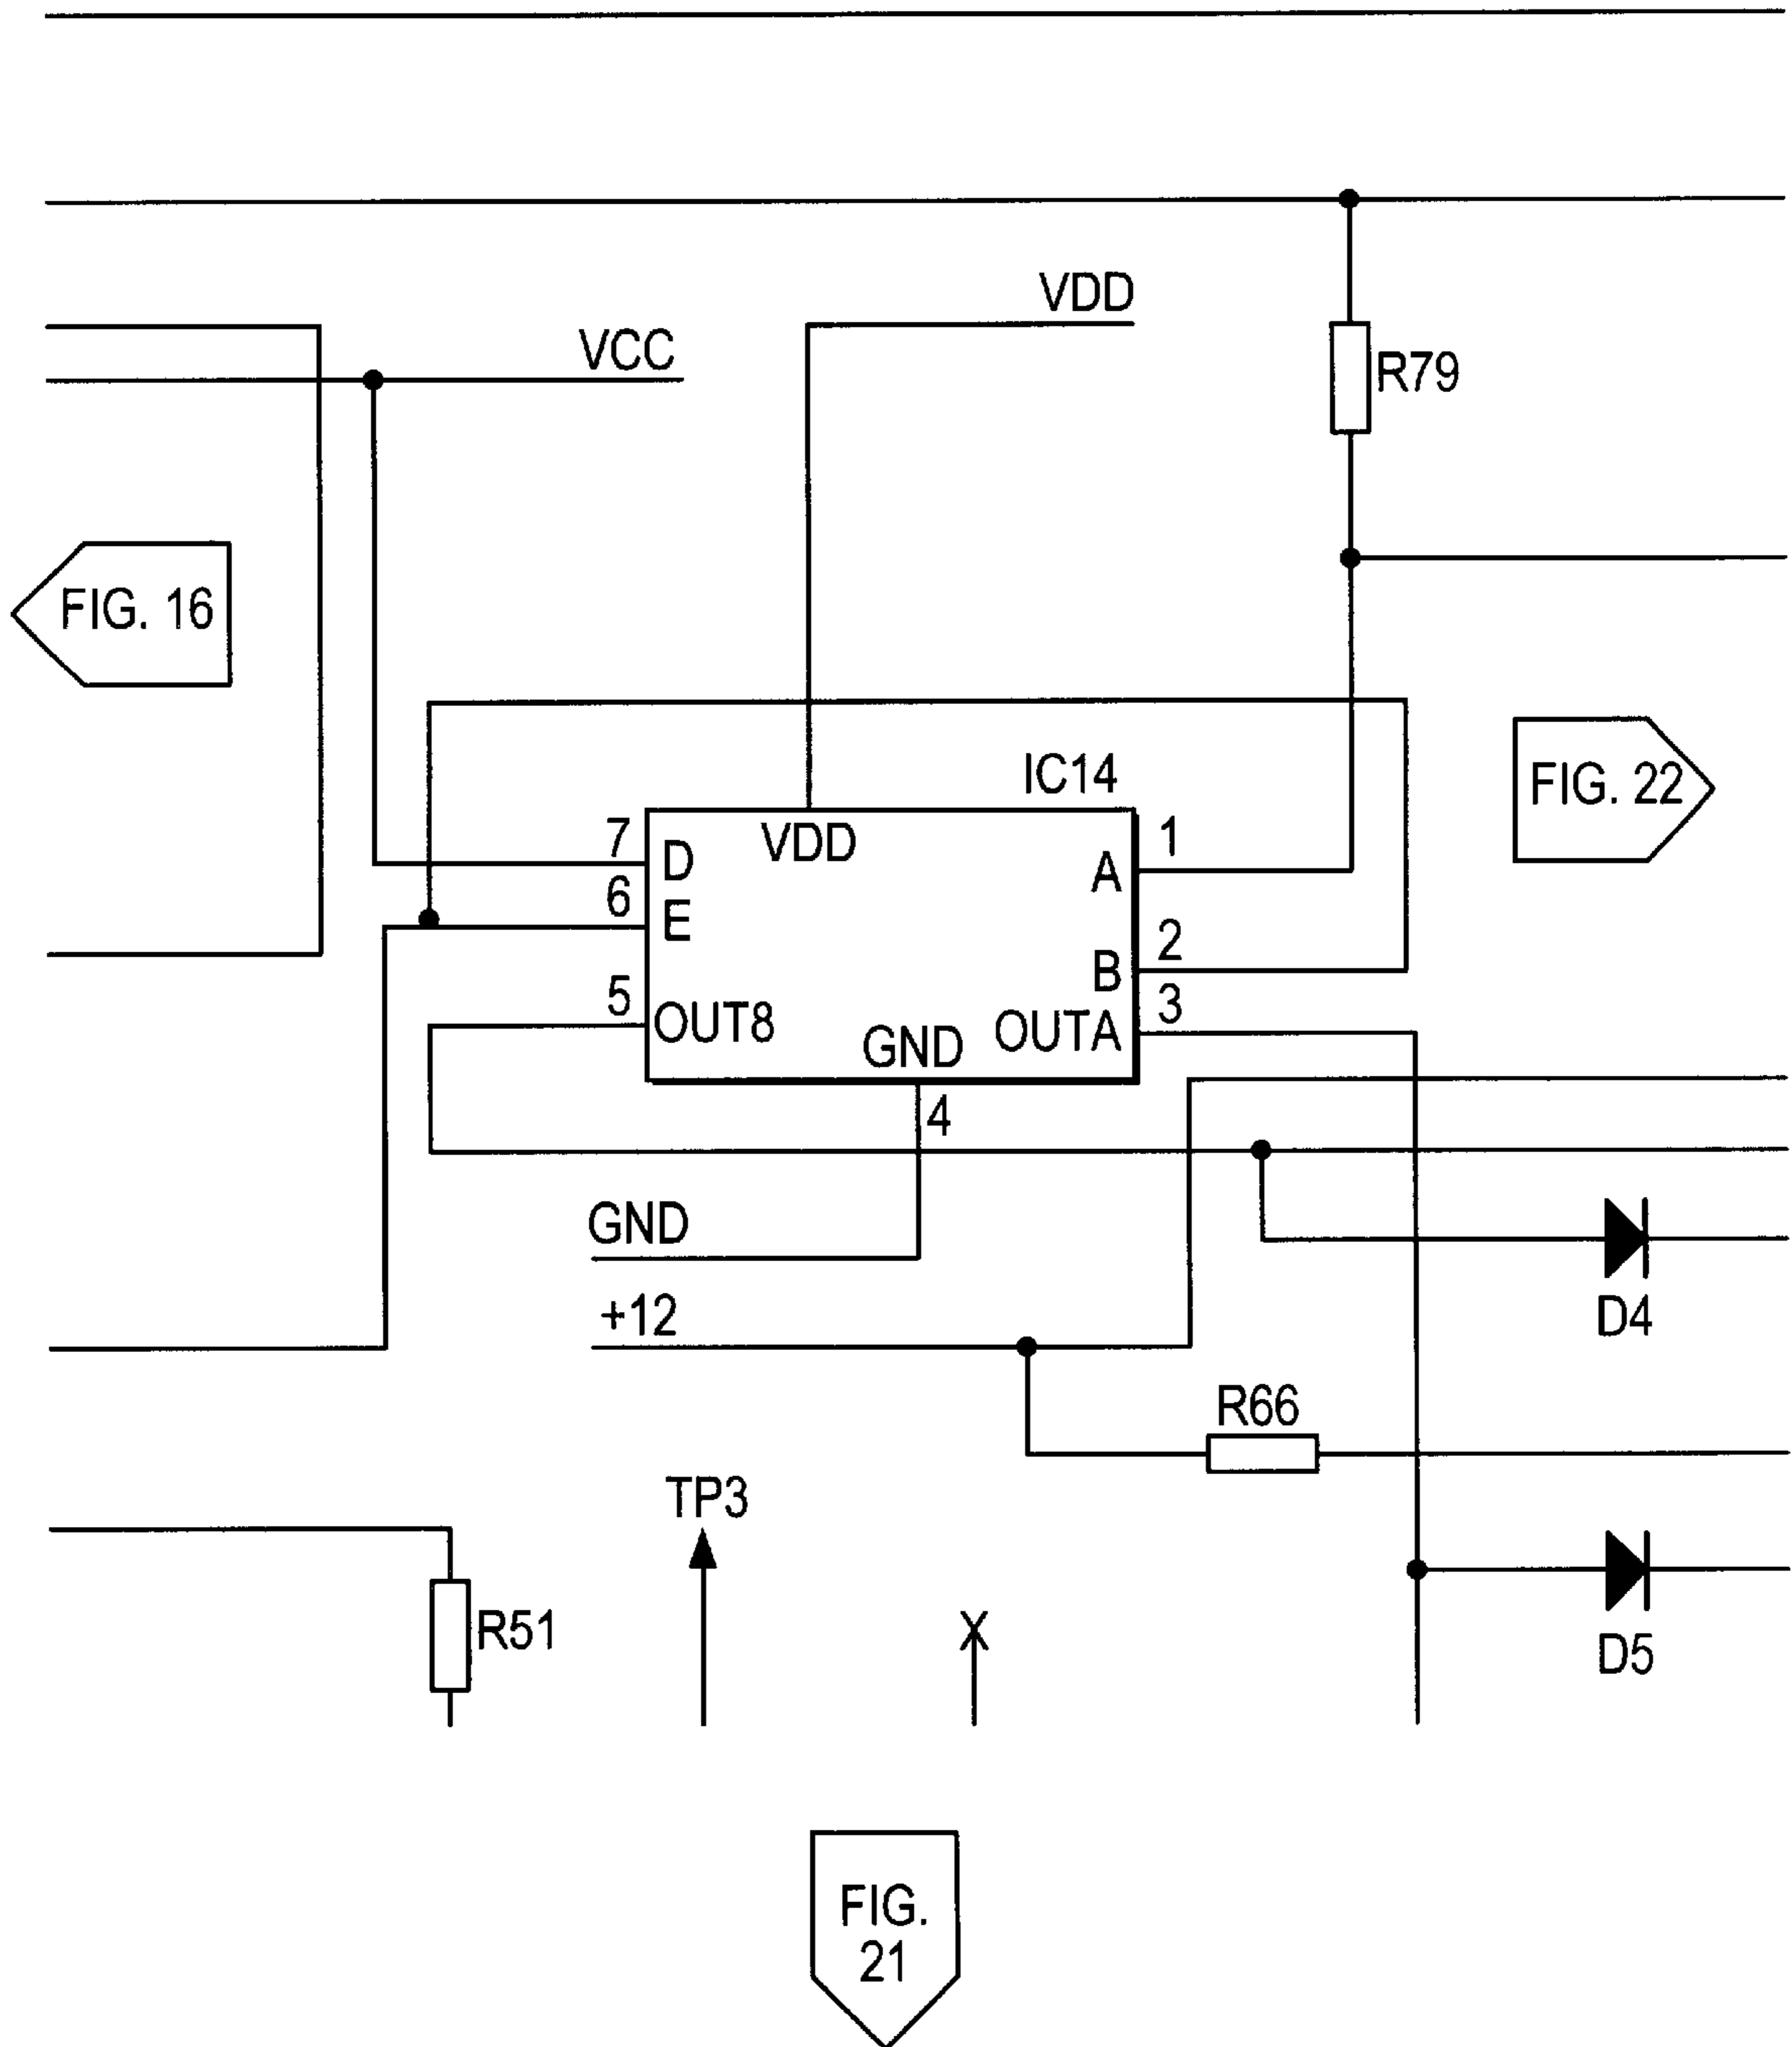 VDD
VCC
R79
FIG. 16
IC14
FIG. 22
7
D
VDD
1
A
6
E
2
B
5
OUT8
GND
OUTA
3
4
GND
+12
D4
R66
TP3
R51
X
D5
FIG.
21